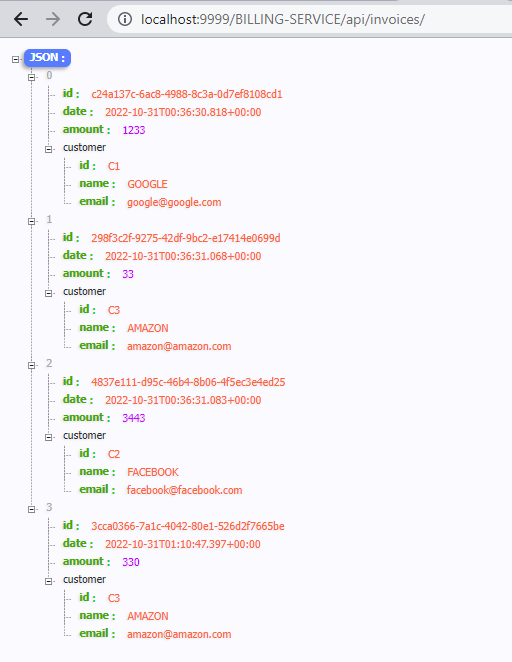 localhost:9999/BILLING-SERVICE/api/invoices/
JSON :
0
id : c24a137c-6ac8-4988-8c3a-0d7ef8108cd1
date : 2022-10-31T00:36:30.818+00:00
amount : 1233
customer
id : C1
name : GOOGLE
email : google@google.com
1
id : 298f3c2f-9275-42df-9bc2-e17414e0699d
date : 2022-10-31T00:36:31.068+00:00
amount : 33
customer
id : C3
name : AMAZON
email : amazon@amazon.com
2
id : 4837e111-d95c-46b4-8b06-4f5ec3e4ed25
date : 2022-10-31T00:36:31.083+00:00
amount : 3443
customer
id : C2
name : FACEBOOK
email : facebook@facebook.com
3
id : 3cca0366-7a1c-4042-80e1-526d2f7665be
date : 2022-10-31T01:10:47.397+00:00
amount : 330
customer
id : C3
name : AMAZON
email : amazon@amazon.com